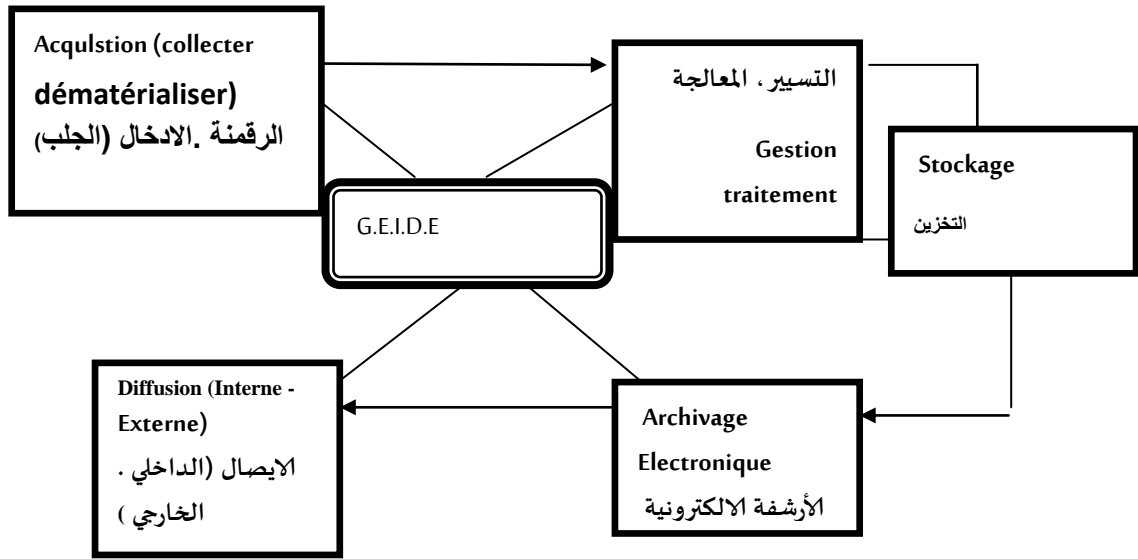 Acqulstion (collecter
dématérialiser)
الرقمنة .الادخال (الجلب)
التسيير، المعالجة
Gestion
traitement
Stockage
التخزين
G.E.I.D.E
Diffusion (Interne -
Externe)
الايصال (الداخلي .
الخارجي )
Archivage
Electronique
الأرشفة الالكترونية